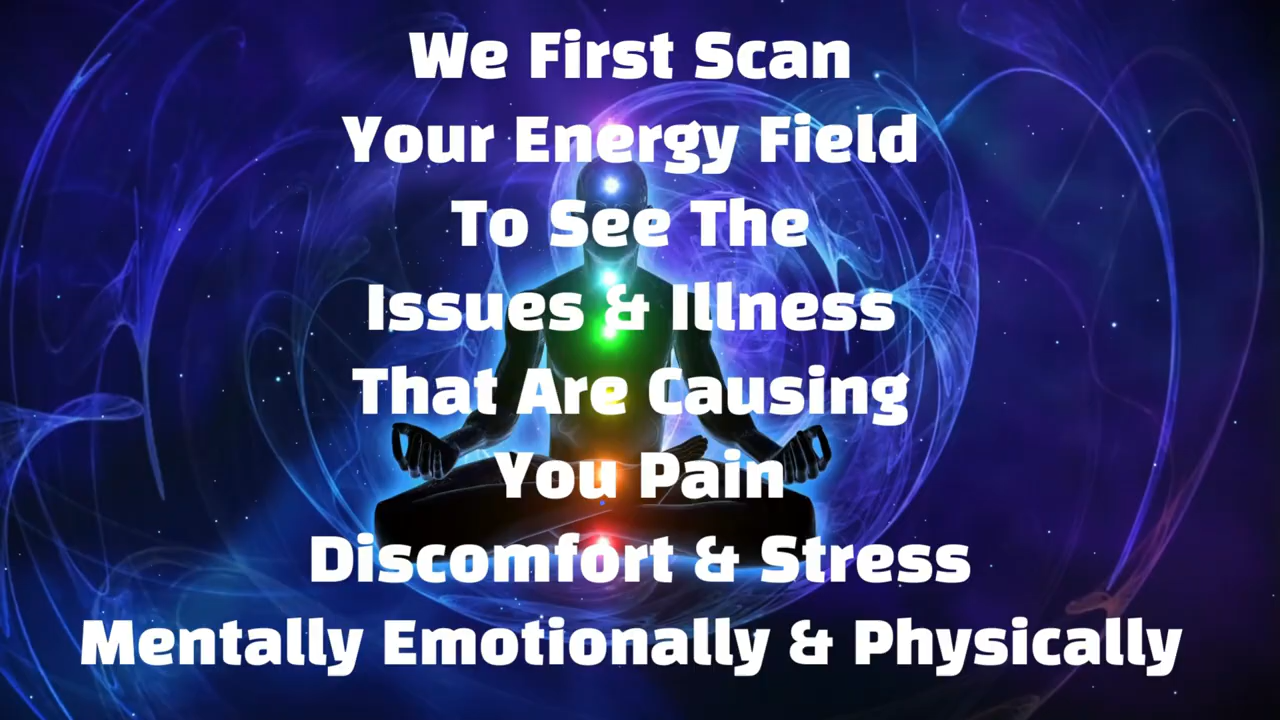 We First Scan
Your Energy Field
To See The
Issues & Illness
That Are Causing
You Pain
Discomfort & Stress
Mentally Emotionally & Physically